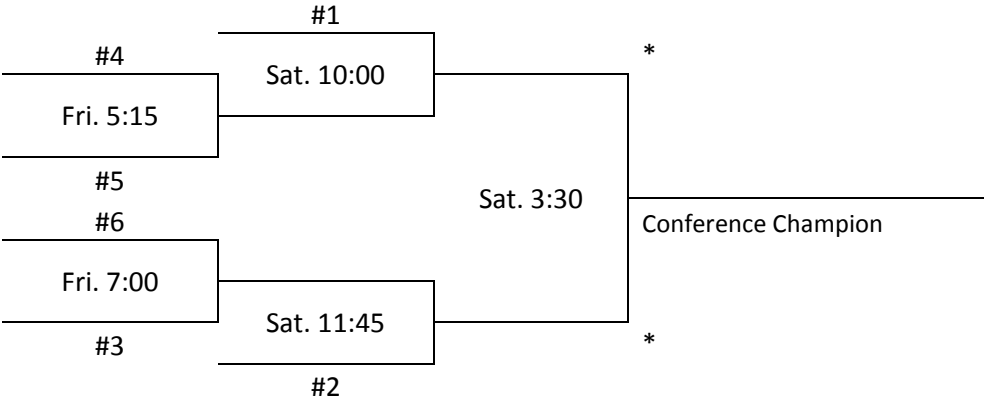 #1
#4
*
Sat. 10:00
Fri. 5:15
#5
Sat. 3:30
#6
Conference Champion
Fri. 7:00
Sat. 11:45
*
#3
#2